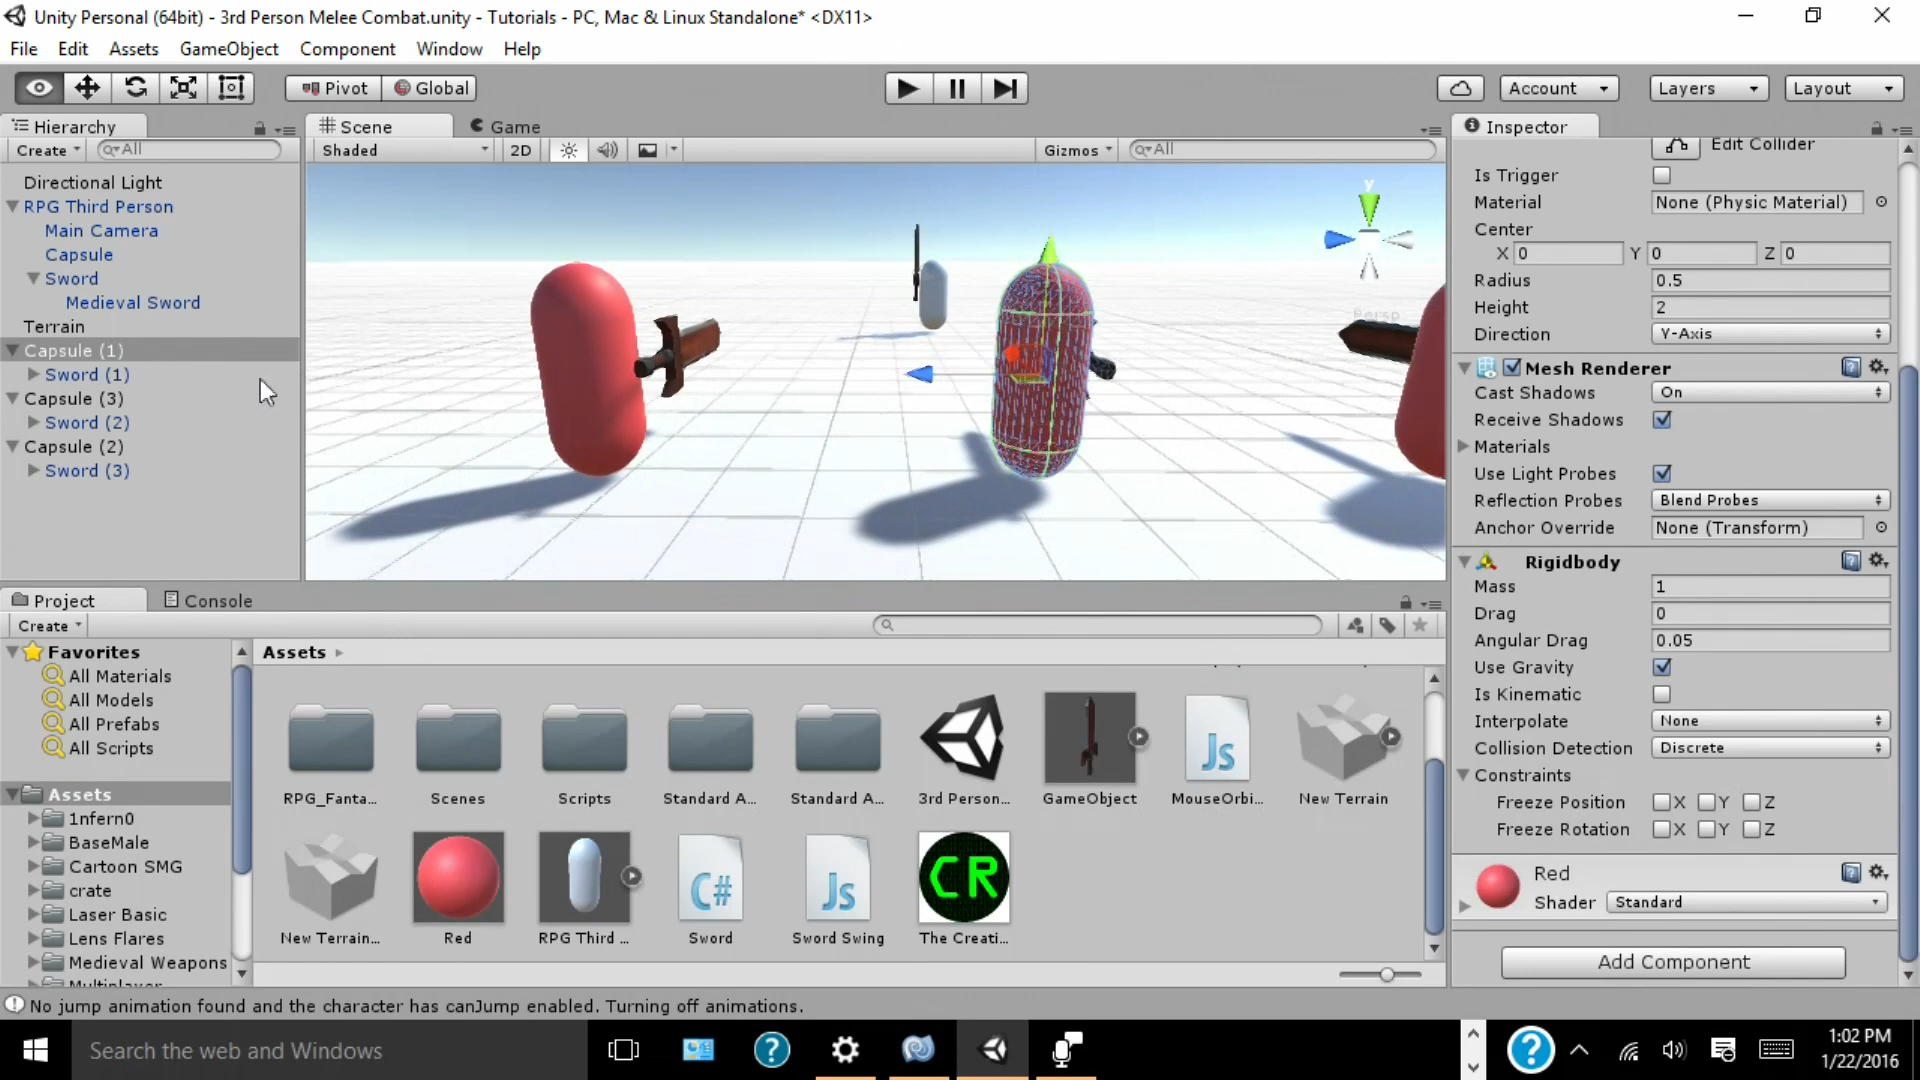 Unity Personal (64bit) - 3rd Person Melee Combat.unity - Tutorials - PC, Mac & Linux Standalone* <DX11>
File Edit Assets GameObject Component Window Help
Pivot Global Account Layers Layout
Hierarchy
Create All
Directional Light
RPG Third Person
Main Camera
Capsule
Sword
Medieval Sword
Terrain
Capsule (1)
Sword (1)
Capsule (3)
Sword (2)
Capsule (2)
Sword (3)
Scene Game
Shaded 2D Gizmos All
y
Persp
Inspector
Edit Collider
Is Trigger
Material None (Physic Material)
Center
X 0 Y 0 Z 0
Radius 0.5
Height 2
Direction Y-Axis
Mesh Renderer
Cast Shadows On
Receive Shadows
Materials
Use Light Probes
Reflection Probes Blend Probes
Anchor Override None (Transform)
Rigidbody
Mass 1
Drag 0
Angular Drag 0.05
Use Gravity
Is Kinematic
Interpolate None
Collision Detection Discrete
Constraints
Freeze Position X Y Z
Freeze Rotation X Y Z
Red
Shader Standard
Add Component
Project Console
Create
Favorites
All Materials
All Models
All Prefabs
All Scripts
Assets
1nfern0
BaseMale
Cartoon SMG
crate
Laser Basic
Lens Flares
Medieval Weapons
Multiplayer
Assets
RPG_Fanta... Scenes Scripts Standard A... Standard A... 3rd Person... GameObject MouseOrbi... New Terrain
Js
New Terrain... Red RPG Third ... Sword Sword Swing The Creati...
C# Js CR
No jump animation found and the character has canJump enabled. Turning off animations.
Search the web and Windows
1:02 PM
1/22/2016